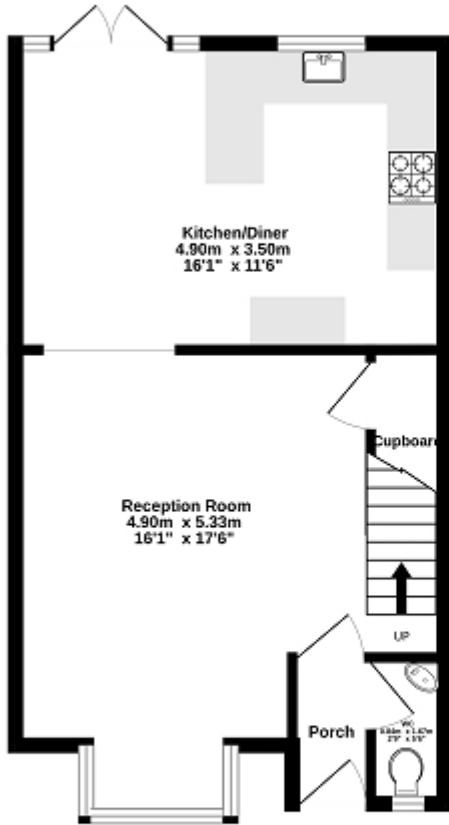 Kitchen/Diner
4.90m x 3.50m
16'1" x 11'6"
Cupboard
Reception Room
4.90m x 5.33m
16'1" x 17'6"
UP
Porch
WC